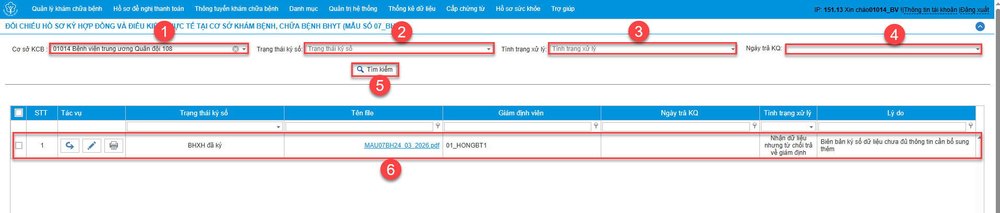 Quản lý khám chữa bệnh Hồ sơ đề nghị thanh toán Thông tuyến khám chữa bệnh Danh mục Quản trị hệ thống Thống kê dữ liệu Cấp chứng từ Hồ sơ sức khỏe Trợ giúp IP: 151.13 Xin chào01014_BV !|Thông tin tài khoản |Đăng xuất
ĐỐI CHIẾU HỒ SƠ KÝ HỢP ĐỒNG VÀ ĐIỀU KIỆ ỰC TẾ TẠI CƠ SỞ KHÁM BỆNH, CHỮA BỆNH BHYT (MẪU SỐ 07_BH
1 2 3 4
Cơ sở KCB : 01014 Bệnh viện trung ương Quân đội 108 Trạng thái ký số: Trạng thái ký số Tình trạng xử lý: Tình trạng xử lý Ngày trả KQ:
Tìm kiếm
5
STT Tác vụ Trạng thái ký số Tên file Giám định viên Ngày trả KQ Tình trạng xử lý Lý do
1 BHXH đã ký MAU07BH24_03_2026.pdf 01_HONGBT1
Nhận dữ liệu
nhưng từ chối trả
về giám định
Biên bản ký số dữ liệu chưa đủ thông tin cần bổ sung
thêm
6